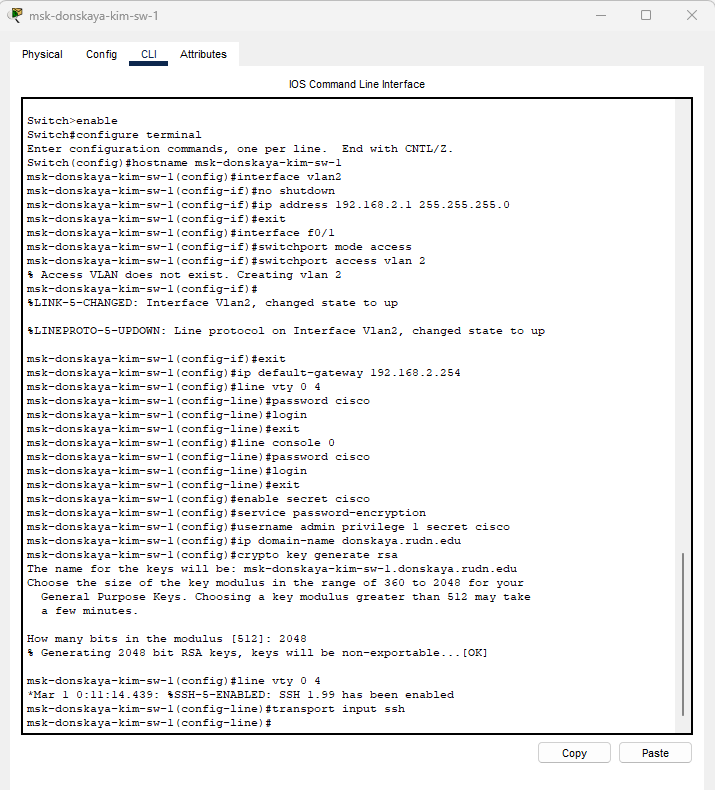 msk-donskaya-kim-sw-1
Physical Config CLI Attributes
IOS Command Line Interface
Switch>enable
Switch#configure terminal
Enter configuration commands, one per line.  End with CNTL/Z.
Switch(config)#hostname msk-donskaya-kim-sw-1
msk-donskaya-kim-sw-1(config)#interface vlan2
msk-donskaya-kim-sw-1(config-if)#no shutdown
msk-donskaya-kim-sw-1(config-if)#ip address 192.168.2.1 255.255.255.0
msk-donskaya-kim-sw-1(config-if)#exit
msk-donskaya-kim-sw-1(config)#interface f0/1
msk-donskaya-kim-sw-1(config-if)#switchport mode access
msk-donskaya-kim-sw-1(config-if)#switchport access vlan 2
% Access VLAN does not exist. Creating vlan 2
msk-donskaya-kim-sw-1(config-if)#
%LINK-5-CHANGED: Interface Vlan2, changed state to up
%LINEPROTO-5-UPDOWN: Line protocol on Interface Vlan2, changed state to up
msk-donskaya-kim-sw-1(config-if)#exit
msk-donskaya-kim-sw-1(config)#ip default-gateway 192.168.2.254
msk-donskaya-kim-sw-1(config)#line vty 0 4
msk-donskaya-kim-sw-1(config-line)#password cisco
msk-donskaya-kim-sw-1(config-line)#login
msk-donskaya-kim-sw-1(config-line)#exit
msk-donskaya-kim-sw-1(config)#line console 0
msk-donskaya-kim-sw-1(config-line)#password cisco
msk-donskaya-kim-sw-1(config-line)#login
msk-donskaya-kim-sw-1(config-line)#exit
msk-donskaya-kim-sw-1(config)#enable secret cisco
msk-donskaya-kim-sw-1(config)#service password-encryption
msk-donskaya-kim-sw-1(config)#username admin privilege 1 secret cisco
msk-donskaya-kim-sw-1(config)#ip domain-name donskaya.rudn.edu
msk-donskaya-kim-sw-1(config)#crypto key generate rsa
The name for the keys will be: msk-donskaya-kim-sw-1.donskaya.rudn.edu
Choose the size of the key modulus in the range of 360 to 2048 for your
General Purpose Keys. Choosing a key modulus greater than 512 may take
a few minutes.
How many bits in the modulus [512]: 2048
% Generating 2048 bit RSA keys, keys will be non-exportable...[OK]
msk-donskaya-kim-sw-1(config)#line vty 0 4
*Mar 1 0:11:14.439: %SSH-5-ENABLED: SSH 1.99 has been enabled
msk-donskaya-kim-sw-1(config-line)#transport input ssh
msk-donskaya-kim-sw-1(config-line)#
Copy Paste